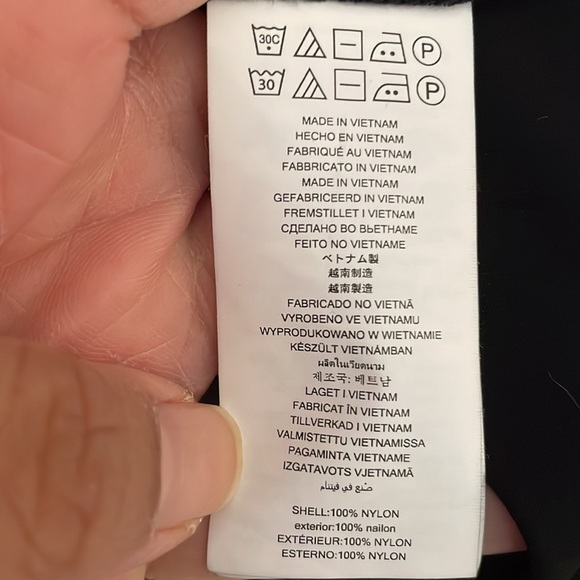 30C P
30 P
MADE IN VIETNAM
HECHO EN VIETNAM
FABRIQUÉ AU VIETNAM
FABBRICATO IN VIETNAM
MADE IN VIETNAM
GEFABRICEERD IN VIETNAM
FREMSTILLET I VIETNAM
СДЕЛАНО ВО ВЬЕТНАМЕ
FEITO NO VIETNAME
ベトナム製
越南制造
越南製造
FABRICADO NO VIETNÃ
VYROBENO VE VIETNAMU
WYPRODUKOWANO W WIETNAMIE
KÉSZÜLT VIETNÁMBAN
ผลิตในเวียดนาม
제조국: 베트남
LAGET I VIETNAM
FABRICAT ÎN VIETNAM
TILLVERKAD I VIETNAM
VALMISTETTU VIETNAMISSA
PAGAMINTA VIETNAME
IZGATAVOTS VJETNAMĀ
صُنع في فيتنام
SHELL:100% NYLON
exterior:100% nailon
EXTÉRIEUR:100% NYLON
ESTERNO:100% NYLON